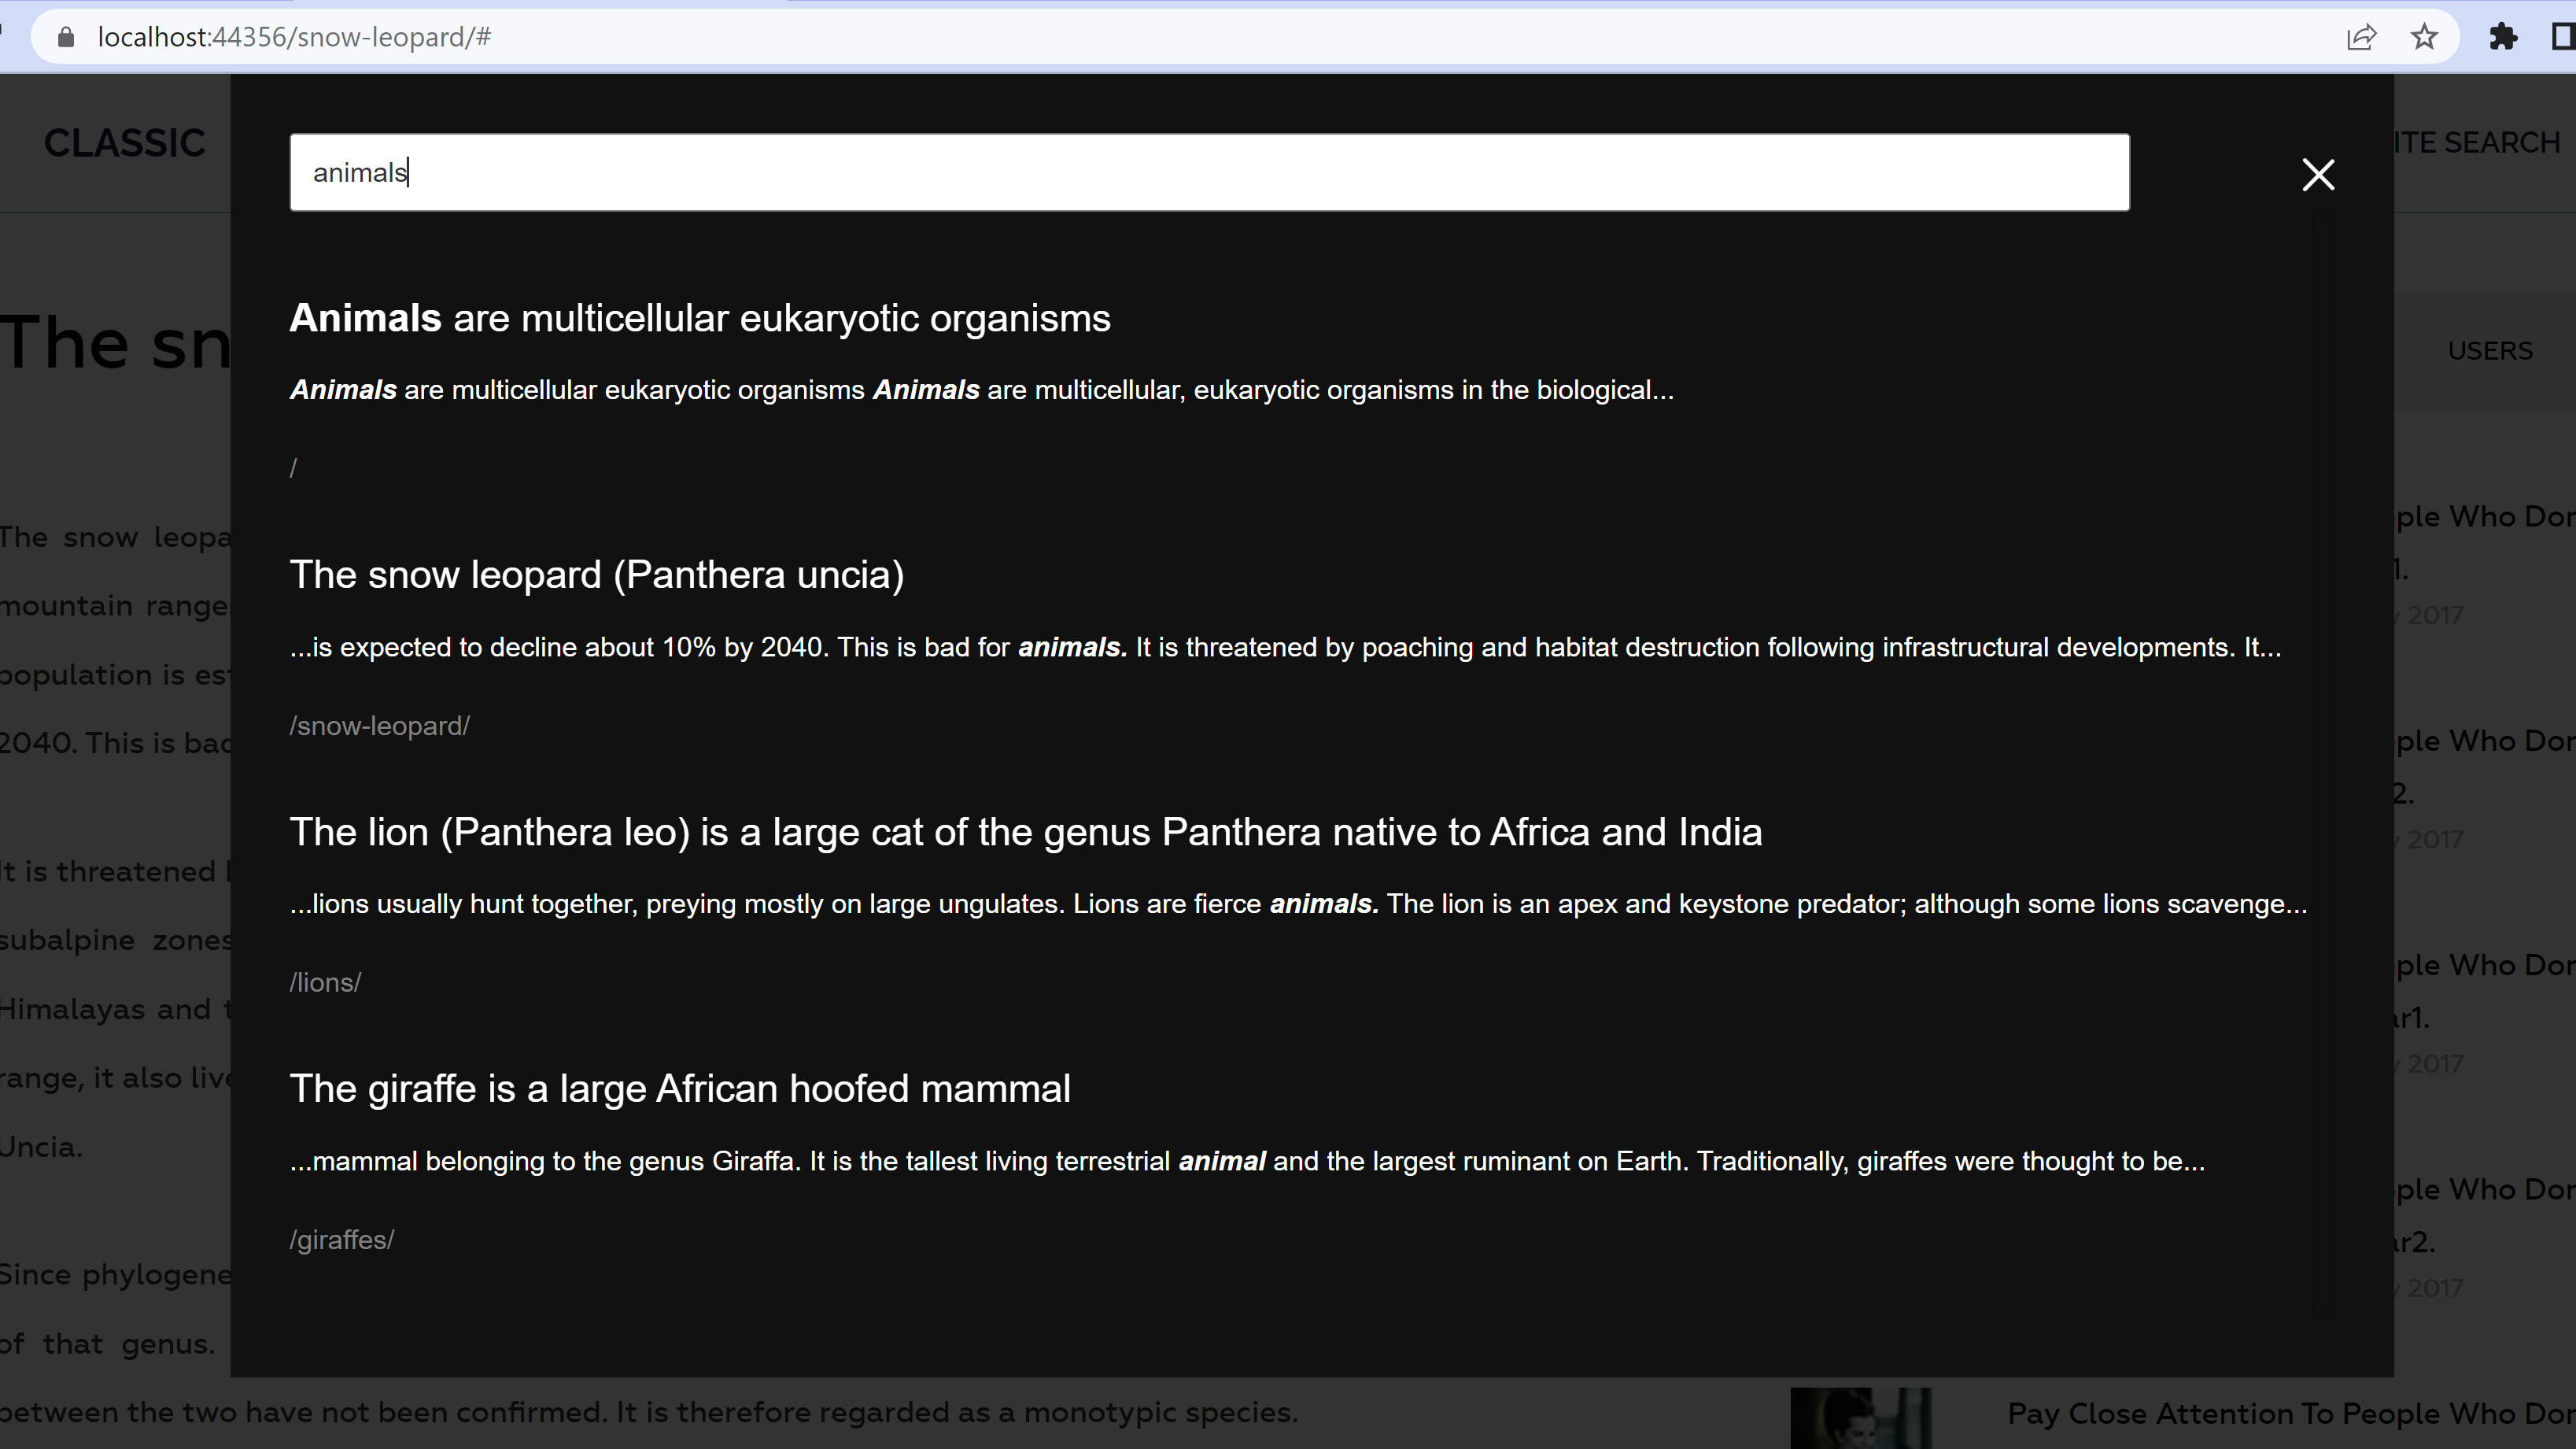 localhost:44356/snow-leopard/#
CLASSIC
ITE SEARCH
animals
The sn
USERS
Animals are multicellular eukaryotic organisms
Animals are multicellular eukaryotic organisms Animals are multicellular, eukaryotic organisms in the biological...
/
The snow leopard (Panthera uncia)
...is expected to decline about 10% by 2040. This is bad for animals. It is threatened by poaching and habitat destruction following infrastructural developments. It...
/snow-leopard/
The lion (Panthera leo) is a large cat of the genus Panthera native to Africa and India
...lions usually hunt together, preying mostly on large ungulates. Lions are fierce animals. The lion is an apex and keystone predator; although some lions scavenge...
/lions/
The giraffe is a large African hoofed mammal
...mammal belonging to the genus Giraffa. It is the tallest living terrestrial animal and the largest ruminant on Earth. Traditionally, giraffes were thought to be...
/giraffes/
The snow leopa
mountain range
population is es
2040. This is bad
It is threatened
subalpine zones
Himalayas and t
range, it also live
Uncia.
Since phylogene
of that genus.
between the two have not been confirmed. It is therefore regarded as a monotypic species.
ple Who Don
1.
2017
ple Who Don
2.
2017
ple Who Don
ar1.
2017
ple Who Don
ar2.
2017
Pay Close Attention To People Who Don